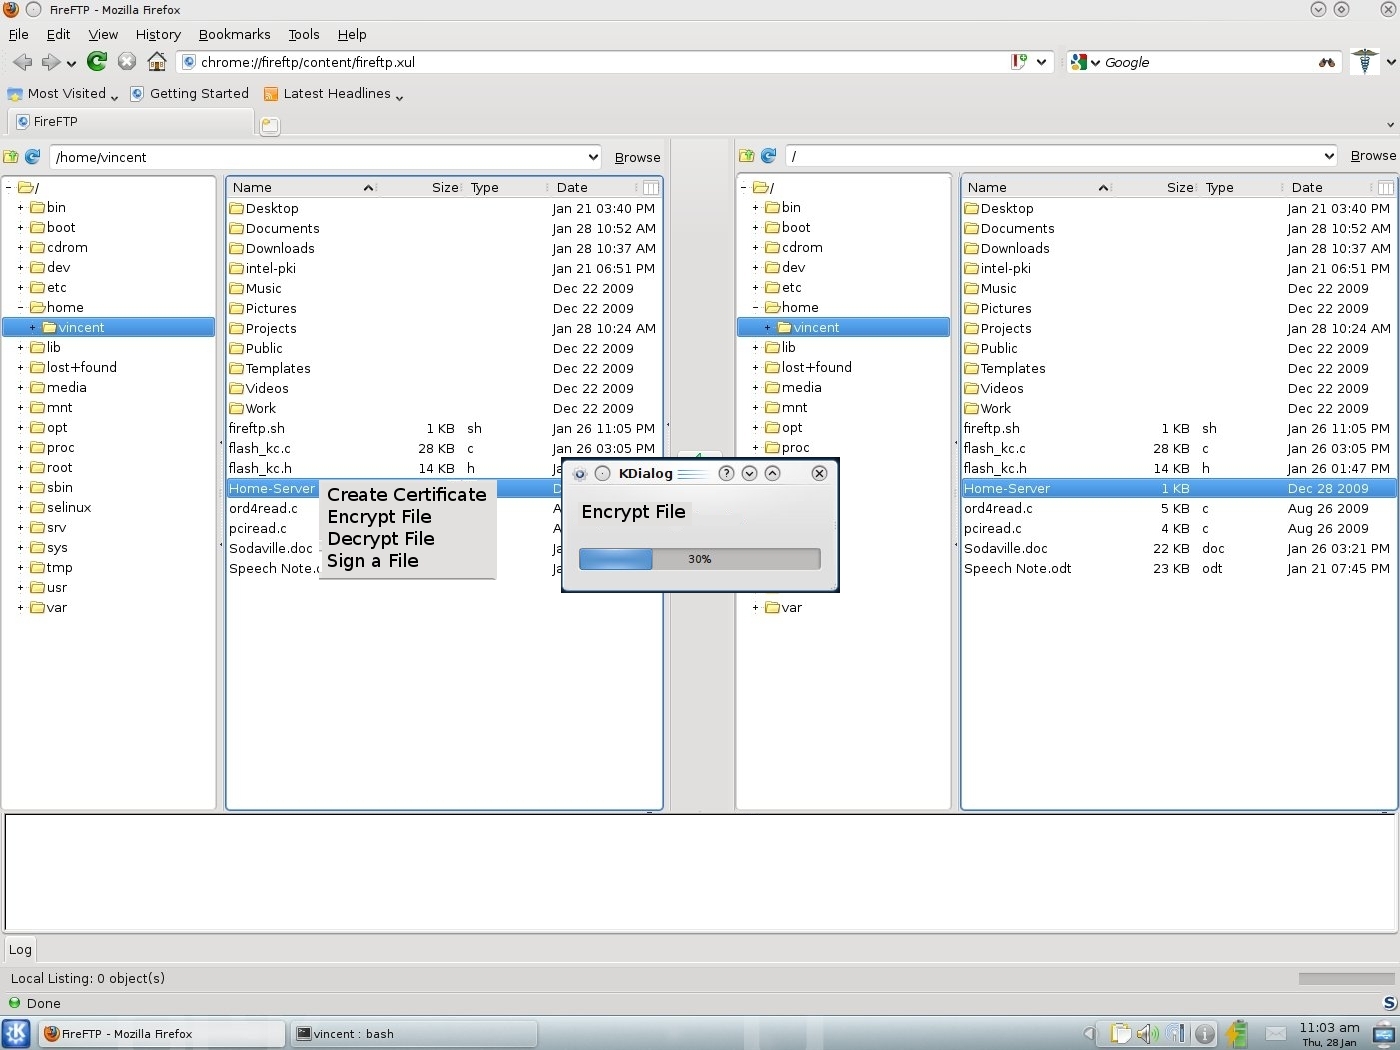 FireFTP - Mozilla Firefox
File Edit View History Bookmarks Tools Help
chrome://fireftp/content/fireftp.xul
Google
Most Visited Getting Started Latest Headlines
FireFTP
/home/vincent Browse
/ Browse
/
bin
boot
cdrom
dev
etc
home
vincent
lib
lost+found
media
mnt
opt
proc
root
sbin
selinux
srv
sys
tmp
usr
var
Name Size Type Date
Desktop Jan 21 03:40 PM
Documents Jan 28 10:52 AM
Downloads Jan 28 10:37 AM
intel-pki Jan 21 06:51 PM
Music Dec 22 2009
Pictures Dec 22 2009
Projects Jan 28 10:24 AM
Public Dec 22 2009
Templates Dec 22 2009
Videos Dec 22 2009
Work Dec 22 2009
fireftp.sh 1 KB sh Jan 26 11:05 PM
flash_kc.c 28 KB c Jan 26 03:05 PM
flash_kc.h 14 KB h
Home-Server
ord4read.c
pciread.c
Sodaville.doc
Speech Note.
Create Certificate
Encrypt File
Decrypt File
Sign a File
KDialog
Encrypt File
30%
/
bin
boot
cdrom
dev
etc
home
vincent
lib
lost+found
media
mnt
opt
proc
var
Name Size Type Date
Desktop Jan 21 03:40 PM
Documents Jan 28 10:52 AM
Downloads Jan 28 10:37 AM
intel-pki Jan 21 06:51 PM
Music Dec 22 2009
Pictures Dec 22 2009
Projects Jan 28 10:24 AM
Public Dec 22 2009
Templates Dec 22 2009
Videos Dec 22 2009
Work Dec 22 2009
fireftp.sh 1 KB sh Jan 26 11:05 PM
flash_kc.c 28 KB c Jan 26 03:05 PM
flash_kc.h 14 KB h Jan 26 01:47 PM
Home-Server 1 KB Dec 28 2009
ord4read.c 5 KB c Aug 26 2009
pciread.c 4 KB c Aug 26 2009
Sodaville.doc 22 KB doc Jan 26 03:21 PM
Speech Note.odt 23 KB odt Jan 21 07:45 PM
Log
Local Listing: 0 object(s)
Done
FireFTP - Mozilla Firefox
vincent : bash
11:03 am
Thu, 28 Jan